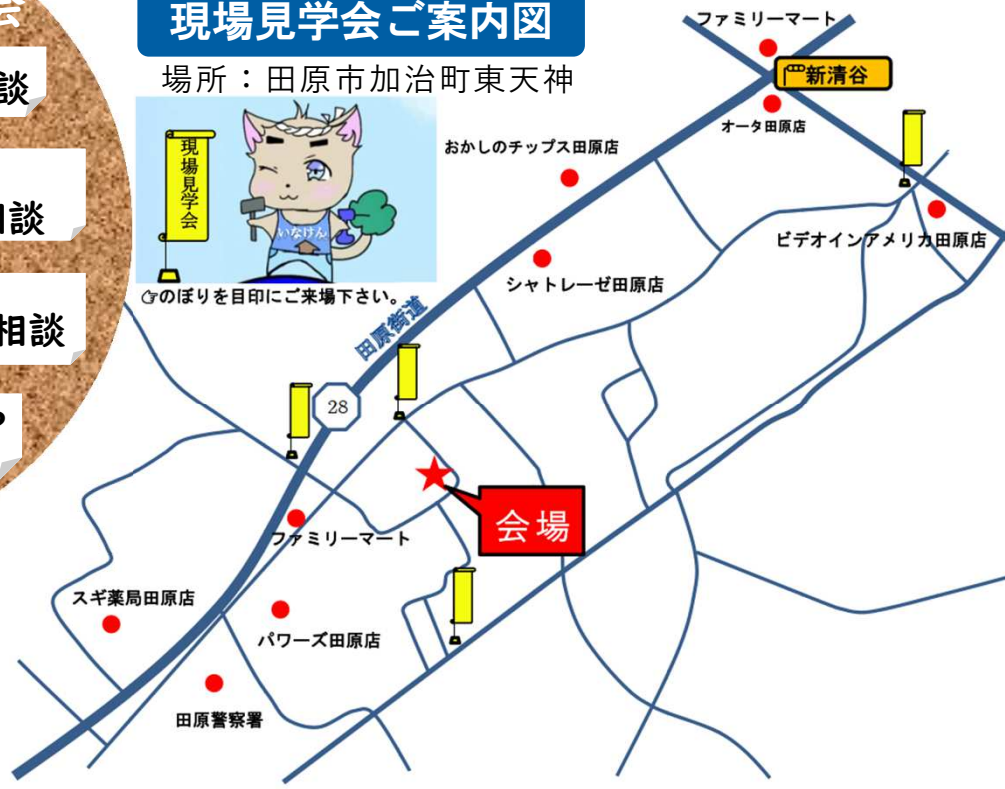 会
談
相談
相談
?
現場見学会ご案内図
場所：田原市加治町東天神
現場見学会
いなけん
☞のぼりを目印にご来場下さい。
ファミリーマート
新清谷
オータ田原店
おかしのチップス田原店
ビデオインアメリカ田原店
シャトレーゼ田原店
田原街道
28
会場
ファミリーマート
スギ薬局田原店
パワーズ田原店
田原警察署